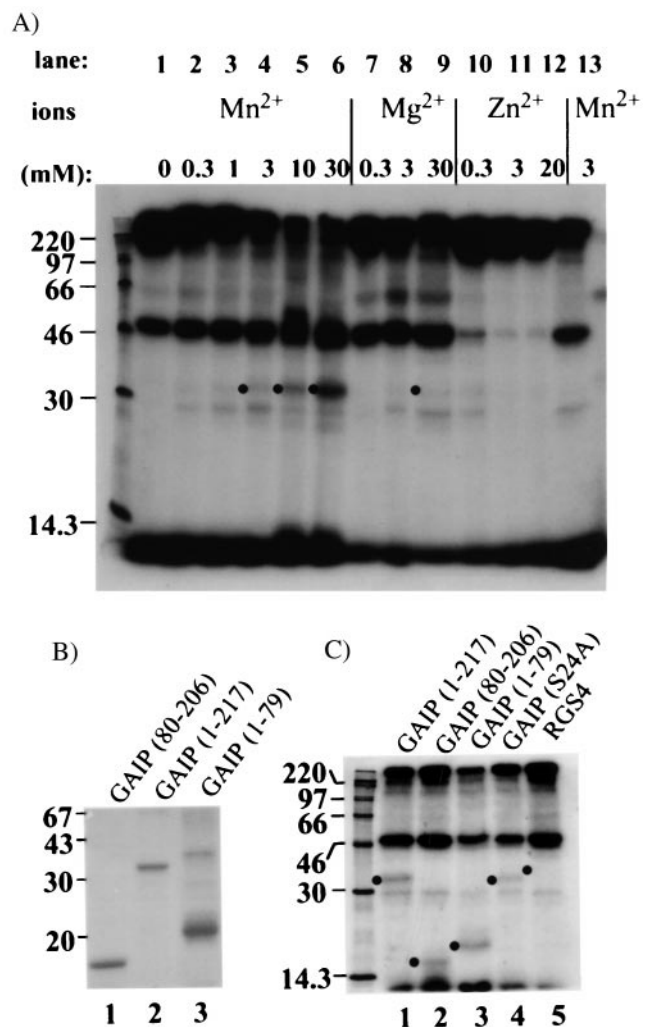 A)
lane: 1 2 3 4 5 6 7 8 9 10 11 12 13
ions Mn²⁺ Mg²⁺ Zn²⁺ Mn²⁺
(mM): 0 0.3 1 3 10 30 0.3 3 30 0.3 3 20 3
220
97
66
46
30
14.3
B)
GAIP (80-206)
GAIP (1-217)
GAIP (1-79)
67
43
30
20
1 2 3
C)
GAIP (1-217)
GAIP (80-206)
GAIP (1-79)
GAIP (S24A)
RGS4
220
97
66
46
30
14.3
1 2 3 4 5